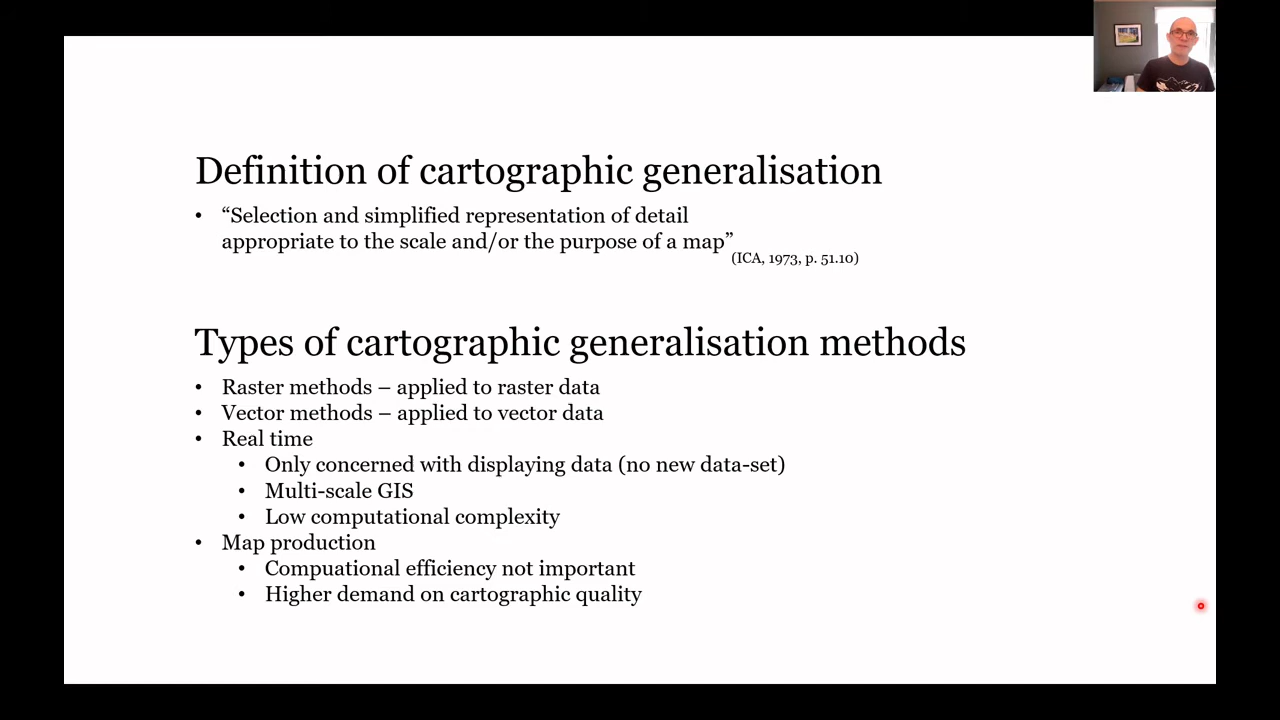 Definition of cartographic generalisation
• “Selection and simplified representation of detail
appropriate to the scale and/or the purpose of a map”
(ICA, 1973, p. 51.10)
Types of cartographic generalisation methods
• Raster methods – applied to raster data
• Vector methods – applied to vector data
• Real time
• Only concerned with displaying data (no new data-set)
• Multi-scale GIS
• Low computational complexity
• Map production
• Compuational efficiency not important
• Higher demand on cartographic quality